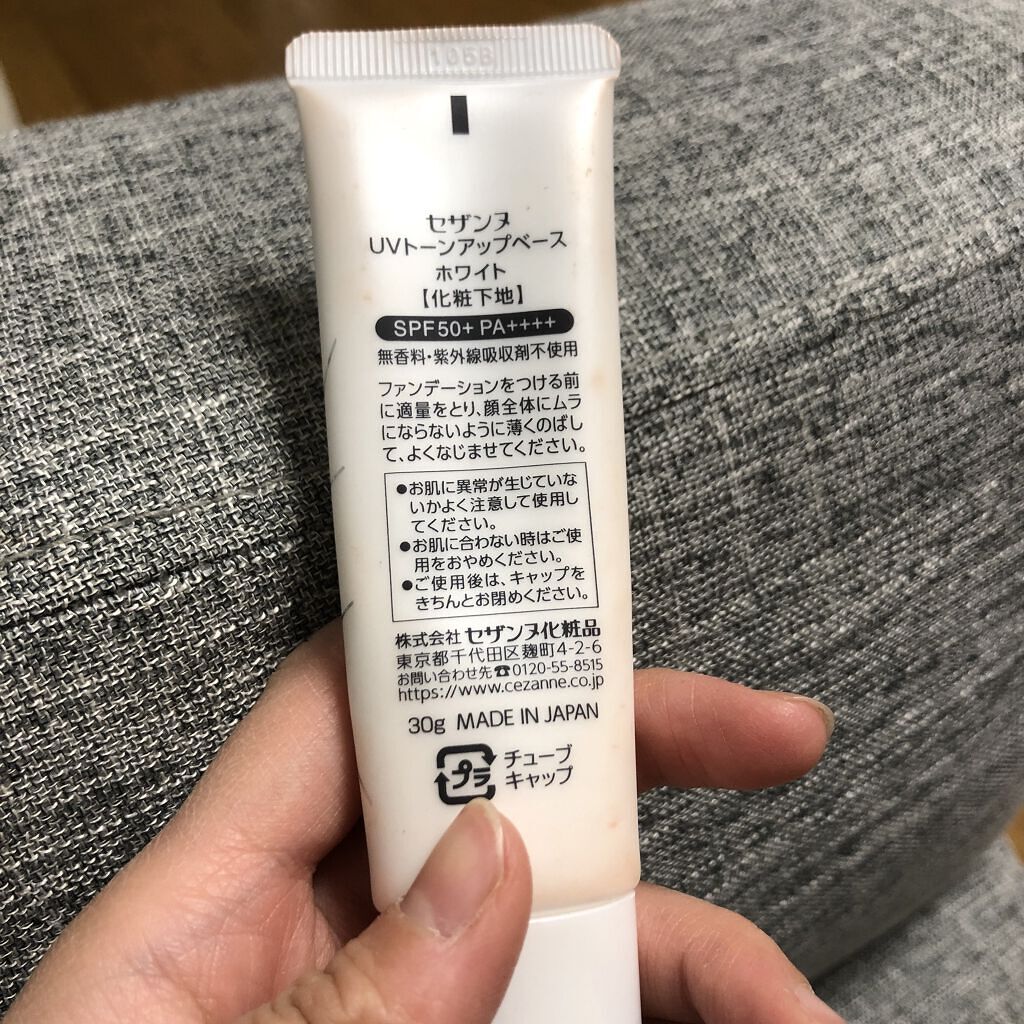 セザンヌ
UVトーンアップベース
ホワイト
【化粧下地】
SPF50+ PA++++
無香料・紫外線吸収剤不使用
ファンデーションをつける前
に適量をとり、顔全体にムラ
にならないように薄くのばし
て、よくなじませてください。
●お肌に異常が生じていな
いかよく注意して使用し
てください。
●お肌に合わない時はご使
用をおやめください。
●ご使用後は、キャップを
きちんとお閉めください。
株式会社 セザンヌ化粧品
東京都千代田区麹町4-2-6
お問い合わせ先☎0120-55-8515
https://www.cezanne.co.jp
30g MADE IN JAPAN
プラ チューブ
キャップ